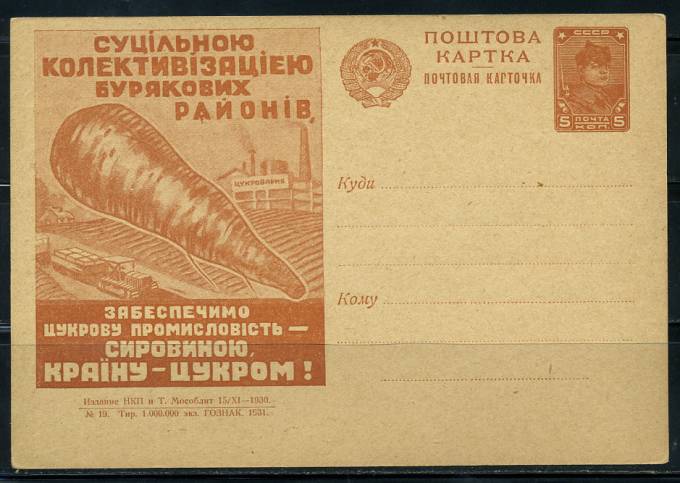 СУЦІЛЬНОЮ
КОЛЕКТИВІЗАЦІЄЮ
БУРЯКОВИХ
РАЙОНІВ,
ЦУКРОВАРНЯ
ЗАБЕСПЕЧИМО
ЦУКРОВУ ПРОМИСЛОВІСТЬ —
СИРОВИНОЮ,
КРАЇНУ – ЦУКРОМ !
Издание НКП и Т. Мособлит 15/XI—1930.
№ 19. Тир. 1.000.000 экз. ГОЗНАК. 1931.
ПОШТОВА
КАРТКА
ПОЧТОВАЯ КАРТОЧКА
СССР
5 ПОЧТА 5
КОП.
Куди
Кому